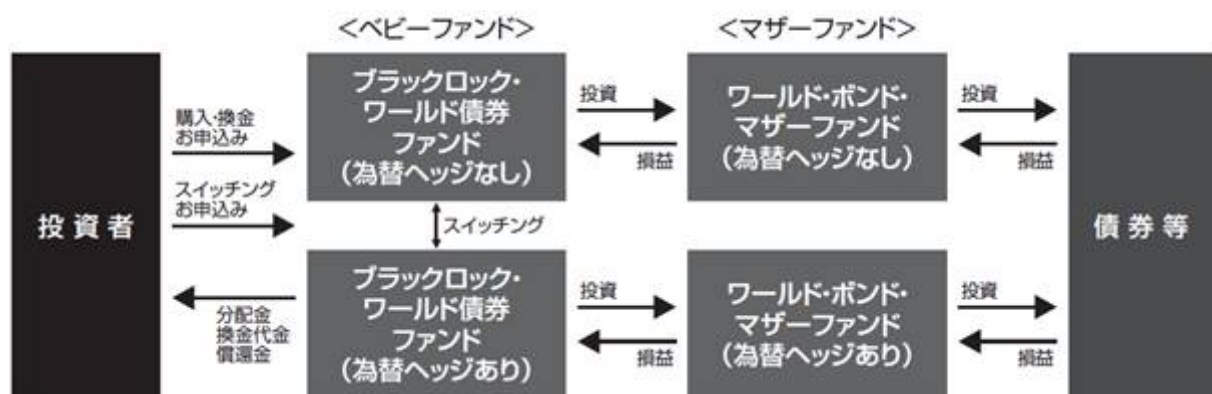 <ベビーファンド>
<マザーファンド>
投資者
購入・換金
お申込み
スイッチング
お申込み
分配金
換金代金
償還金
ブラックロック・
ワールド債券
ファンド
(為替ヘッジなし)
スイッチング
ブラックロック・
ワールド債券
ファンド
(為替ヘッジあり)
投資
損益
投資
損益
ワールド・ボンド・
マザーファンド
(為替ヘッジなし)
ワールド・ボンド・
マザーファンド
(為替ヘッジあり)
投資
損益
投資
損益
債券等